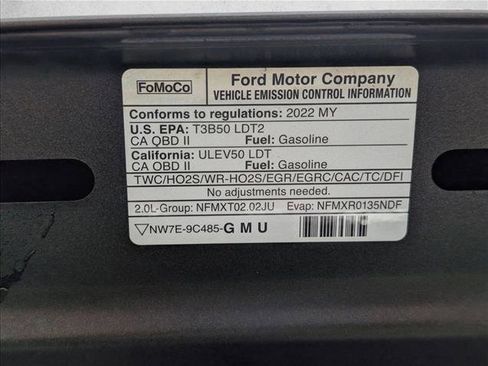 FoMoCo
Ford Motor Company
VEHICLE EMISSION CONTROL INFORMATION
Conforms to regulations: 2022 MY
U.S. EPA: T3B50 LDT2
CA OBD II Fuel: Gasoline
California: ULEV50 LDT
CA OBD II Fuel: Gasoline
TWC/HO2S/WR-HO2S/EGR/EGRC/CAC/TC/DFI
No adjustments needed.
2.0L-Group: NFMXT02.02JU Evap: NFMXR0135NDF
▽NW7E-9C485-GMU